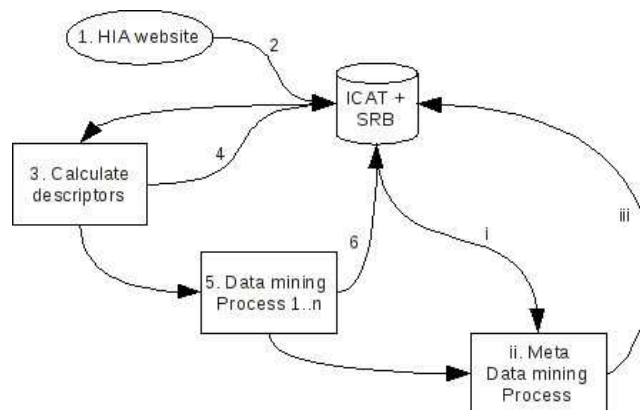 1. HIA website
2
ICAT +
SRB
4
3. Calculate
descriptors
iii
6
i
5. Data mining
Process 1..n
ii. Meta
Data mining
Process